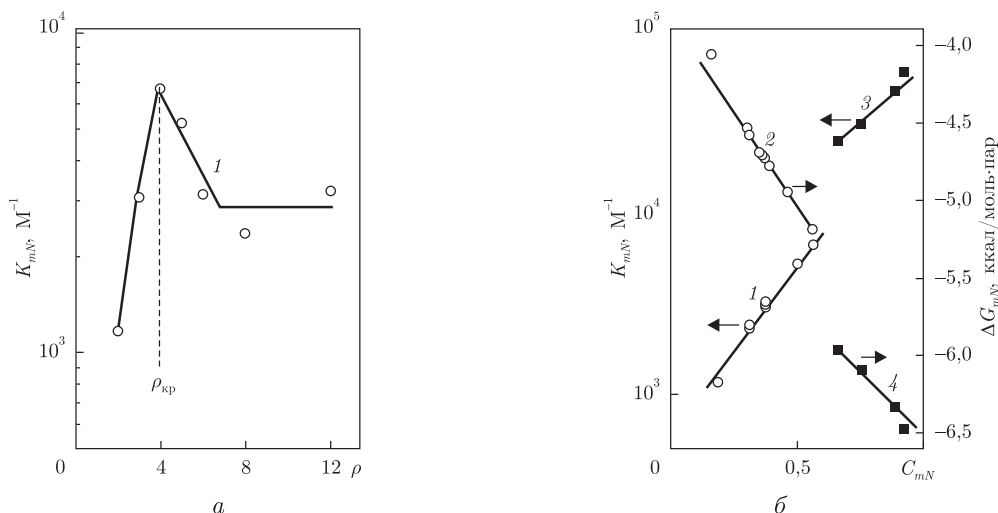 10⁴
K_{mN}, М⁻¹
10³
0
4
8
12
ρ
ρ_{кр}
1
а
10⁵
K_{mN}, М⁻¹
10⁴
10³
0
0,5
C_{mN}
1
2
3
4
−4,0
−4,5
−5,0
−5,5
−6,0
−6,5
ΔG_{mN}, ккал/моль·пар
б